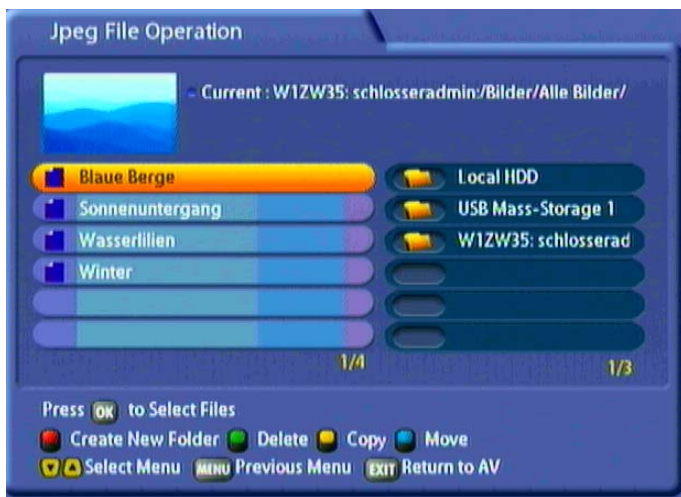 Jpeg File Operation
Current : W1ZW35: schlosseradmin:/Bilder/Alle Bilder/
Blaue Berge
Local HDD
Sonnenuntergang
USB Mass-Storage 1
Wasserlilien
W1ZW35: schlosserad
Winter
1/4
1/3
Press OK to Select Files
Create New Folder Delete Copy Move
Select Menu MENU Previous Menu EXIT Return to AV